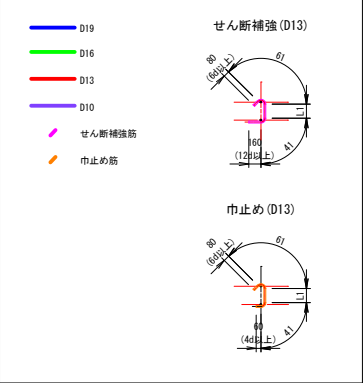 D19
D16
D13
D10
せん断補強筋
巾止め筋
せん断補強(D13)
80
(6d以上)
61
L1
160
(12d以上)
41
巾止め(D13)
80
(6d以上)
61
L1
60
(4d以上)
41